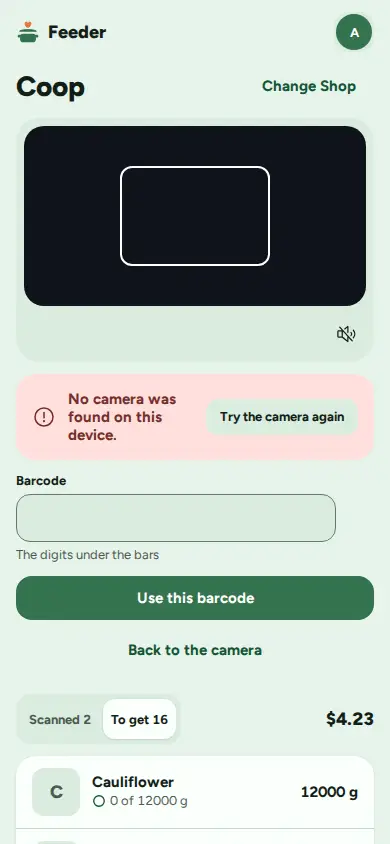 Feeder
A
Coop
Change Shop
No camera was
found on this
device.
Try the camera again
Barcode
The digits under the bars
Use this barcode
Back to the camera
Scanned 2
To get 16
$4.23
C
Cauliflower
0 of 12000 g
12000 g